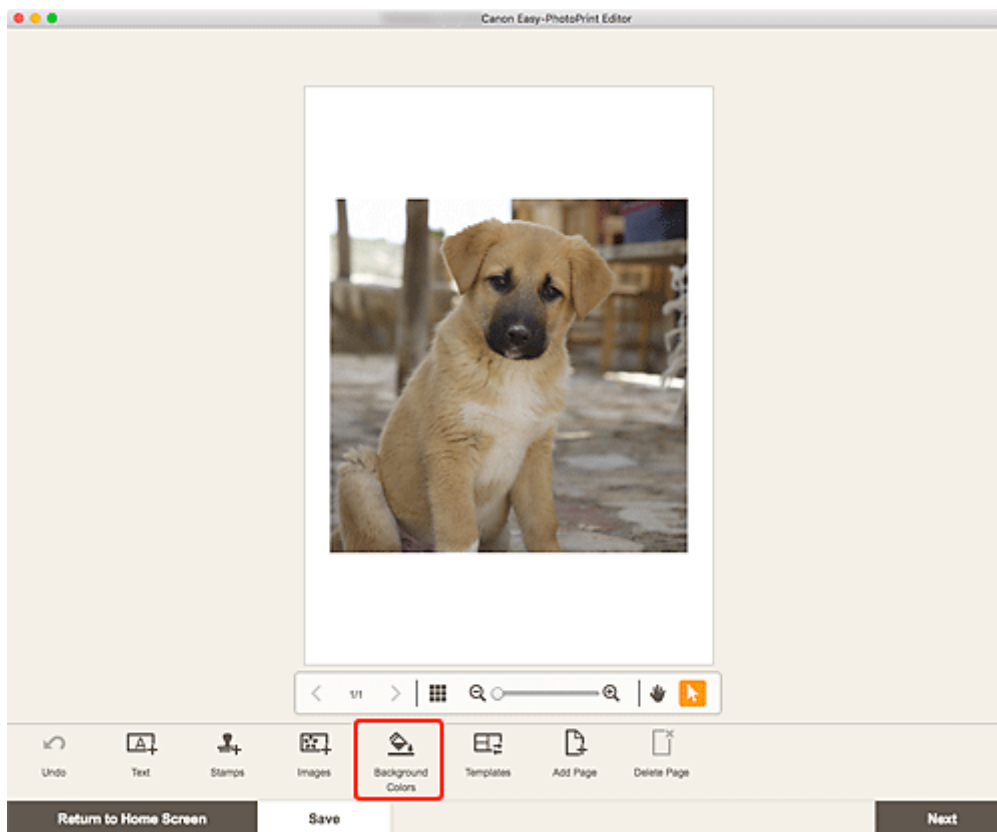 Canon Easy-PhotoPrint Editor
1/1
Undo
Text
Stamps
Images
Background
Colors
Templates
Add Page
Delete Page
Return to Home Screen
Save
Next